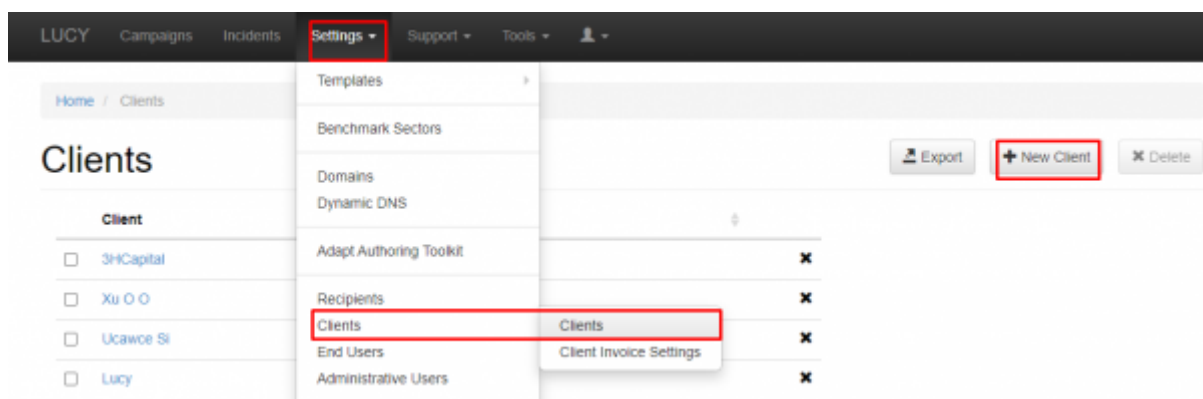 LUCY Campaigns Incidents Settings Support Tools
Templates
Home / Clients
Benchmark Sectors
Clients
Export New Client Delete
Domains
Dynamic DNS
Client
Adapt Authoring Toolkit
3HCapital
Recipients
Xu O O
Clients Clients
Ucawce Si
End Users Client Invoice Settings
Lucy
Administrative Users